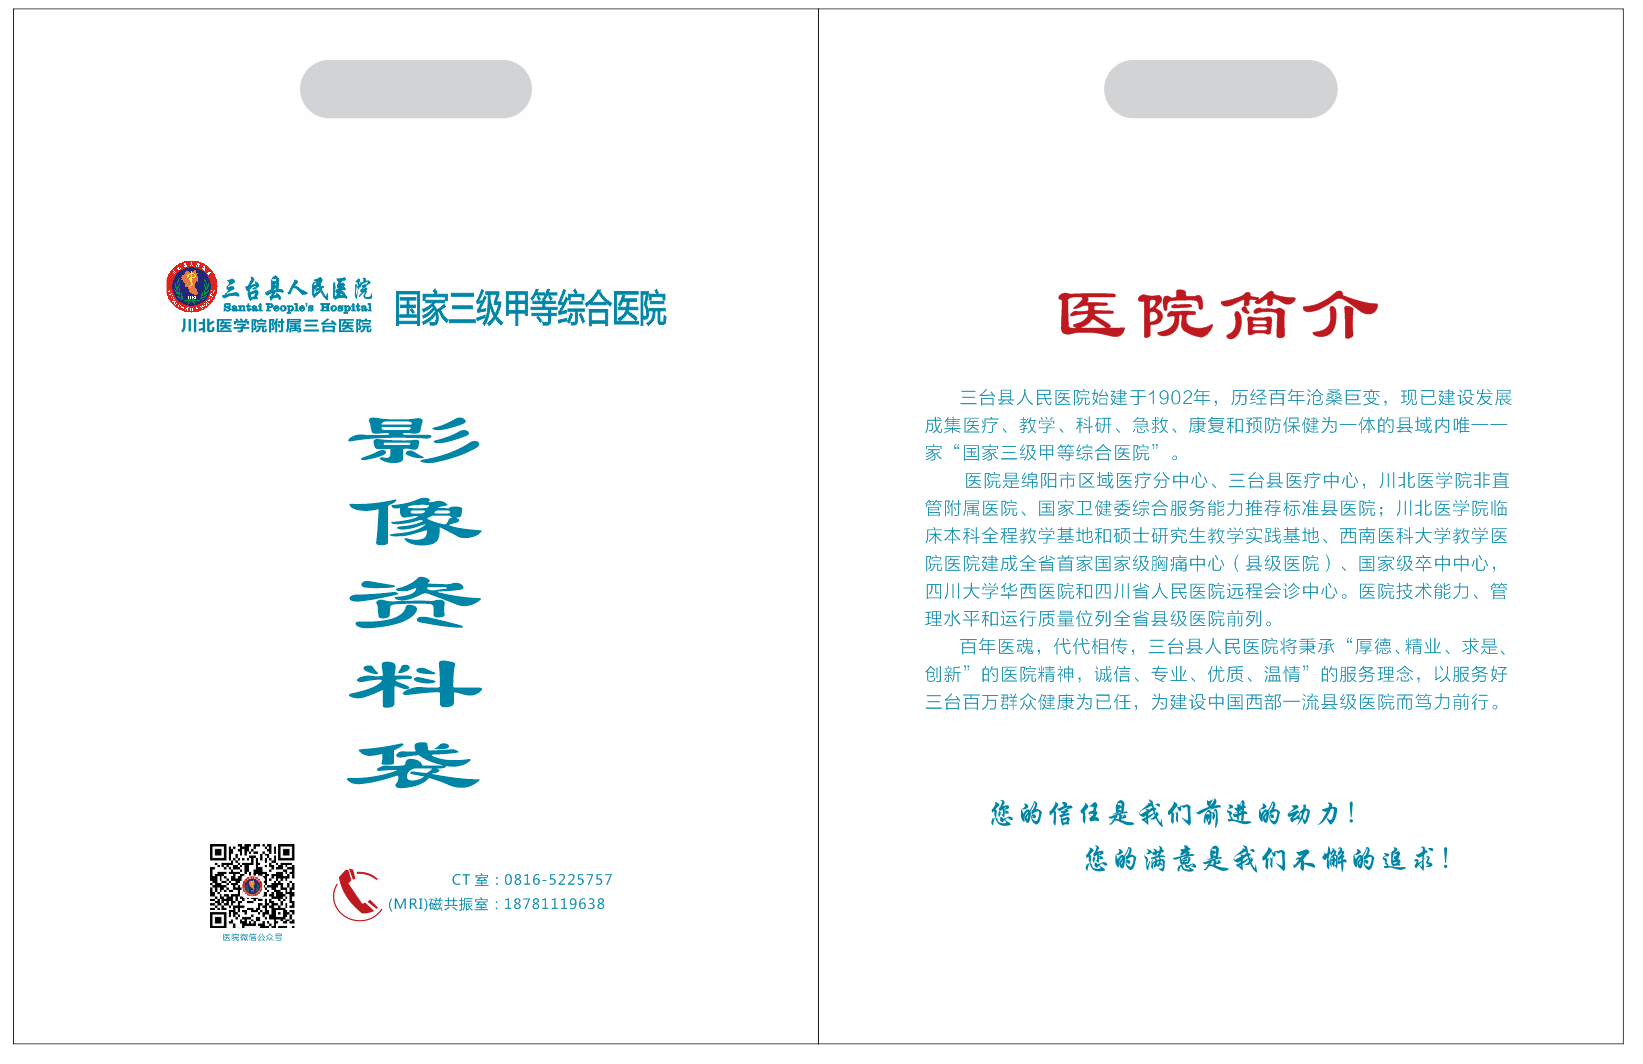 三台县人民医院
Santai People's Hospital
川北医学院附属三台医院
国家三级甲等综合医院
影
像
资
料
袋
医院微信公众号
CT 室：0816-5225757
(MRI)磁共振室：18781119638
医院简介
三台县人民医院始建于1902年，历经百年沧桑巨变，现已建设发展
成集医疗、教学、科研、急救、康复和预防保健为一体的县域内唯一一
家“国家三级甲等综合医院”。
医院是绵阳市区域医疗分中心、三台县医疗中心，川北医学院非直
管附属医院、国家卫健委综合服务能力推荐标准县医院；川北医学院临
床本科全程教学基地和硕士研究生教学实践基地、西南医科大学教学医
院医院建成全省首家国家级胸痛中心（县级医院）、国家级卒中中心，
四川大学华西医院和四川省人民医院远程会诊中心。医院技术能力、管
理水平和运行质量位列全省县级医院前列。
百年医魂，代代相传，三台县人民医院将秉承“厚德、精业、求是、
创新”的医院精神，诚信、专业、优质、温情”的服务理念，以服务好
三台百万群众健康为已任，为建设中国西部一流县级医院而笃力前行。
您的信任是我们前进的动力！
您的满意是我们不懈的追求！